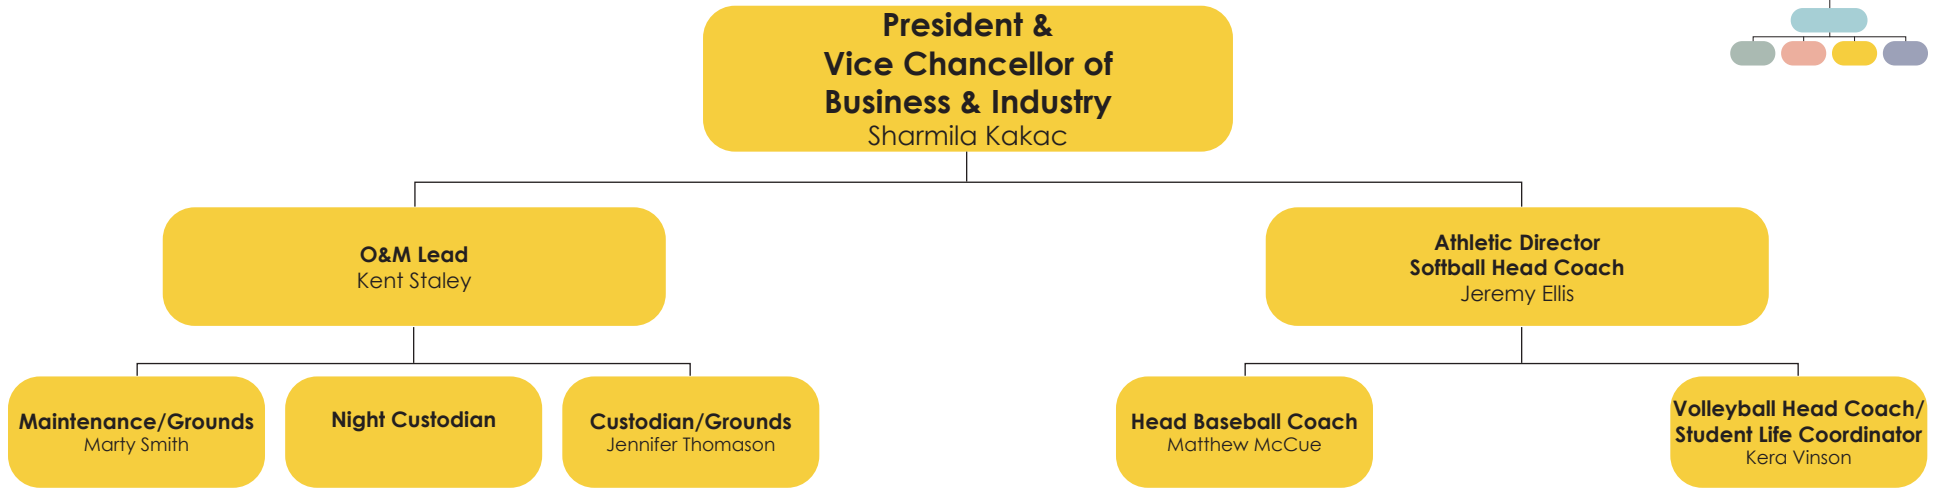 President &
Vice Chancellor of
Business & Industry
Sharmila Kakac
O&M Lead
Kent Staley
Athletic Director
Softball Head Coach
Jeremy Ellis
Maintenance/Grounds
Marty Smith
Night Custodian
Custodian/Grounds
Jennifer Thomason
Head Baseball Coach
Matthew McCue
Volleyball Head Coach/
Student Life Coordinator
Kera Vinson